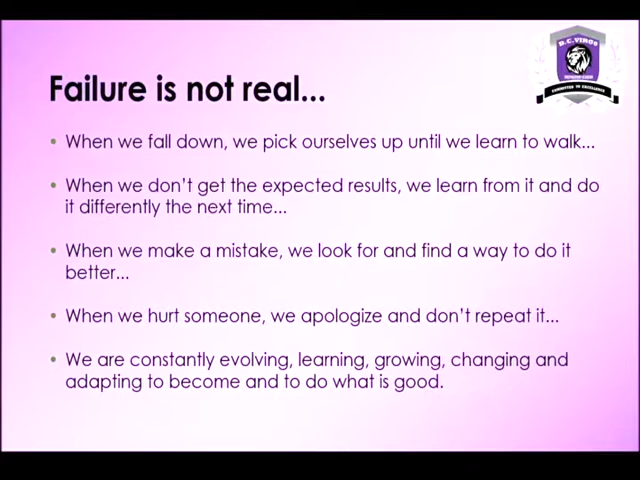 D.C. VIRGO
COMMITTED TO EXCELLENCE
Failure is not real...
• When we fall down, we pick ourselves up until we learn to walk...
• When we don't get the expected results, we learn from it and do
it differently the next time...
• When we make a mistake, we look for and find a way to do it
better...
• When we hurt someone, we apologize and don't repeat it...
• We are constantly evolving, learning, growing, changing and
adapting to become and to do what is good.